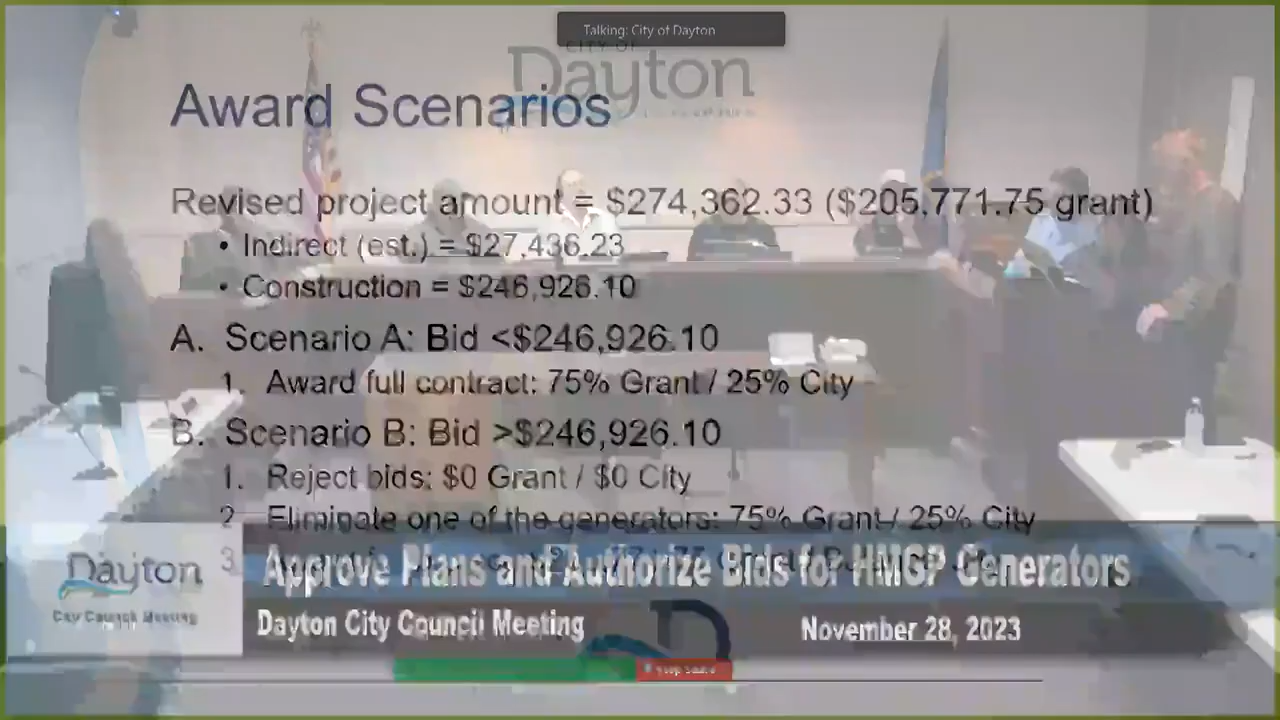 Talking: City of Dayton
CITY OF
Dayton
Award Scenarios
Revised project amount = $274,362.33 ($205,771.75 grant)
• Indirect (est.) = $27,436.23
• Construction = $246,926.10
A. Scenario A: Bid <$246,926.10
1. Award full contract: 75% Grant / 25% City
B. Scenario B: Bid >$246,926.10
1. Reject bids: $0 Grant / $0 City
2. Eliminate one of the generators: 75% Grant / 25% City
3.
Approve Plans and Authorize Bids for HMGP Generators
Dayton
City Council Meeting
Dayton City Council Meeting
November 28, 2023